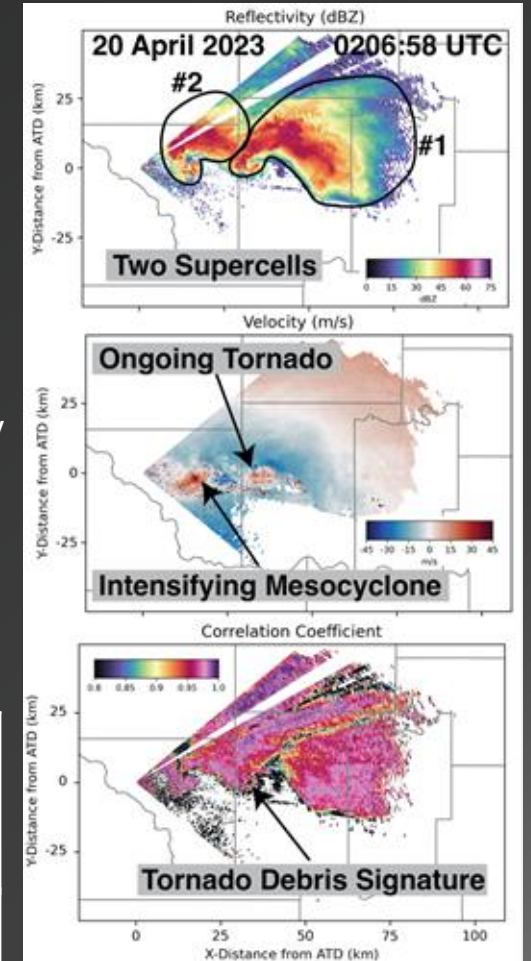 Reflectivity (dBZ)
20 April 2023 0206:58 UTC
#2
#1
25
0
-25
Y-Distance from ATD (km)
Two Supercells
0 15 30 45 60 75
dBZ
Velocity (m/s)
Ongoing Tornado
25
0
-25
Y-Distance from ATD (km)
-45 -30 -15 0 15 30 45
m/s
Intensifying Mesocyclone
Correlation Coefficient
0.8 0.85 0.9 0.95 1.0
25
0
-25
Y-Distance from ATD (km)
Tornado Debris Signature
0 25 50 75 100
X-Distance from ATD (km)